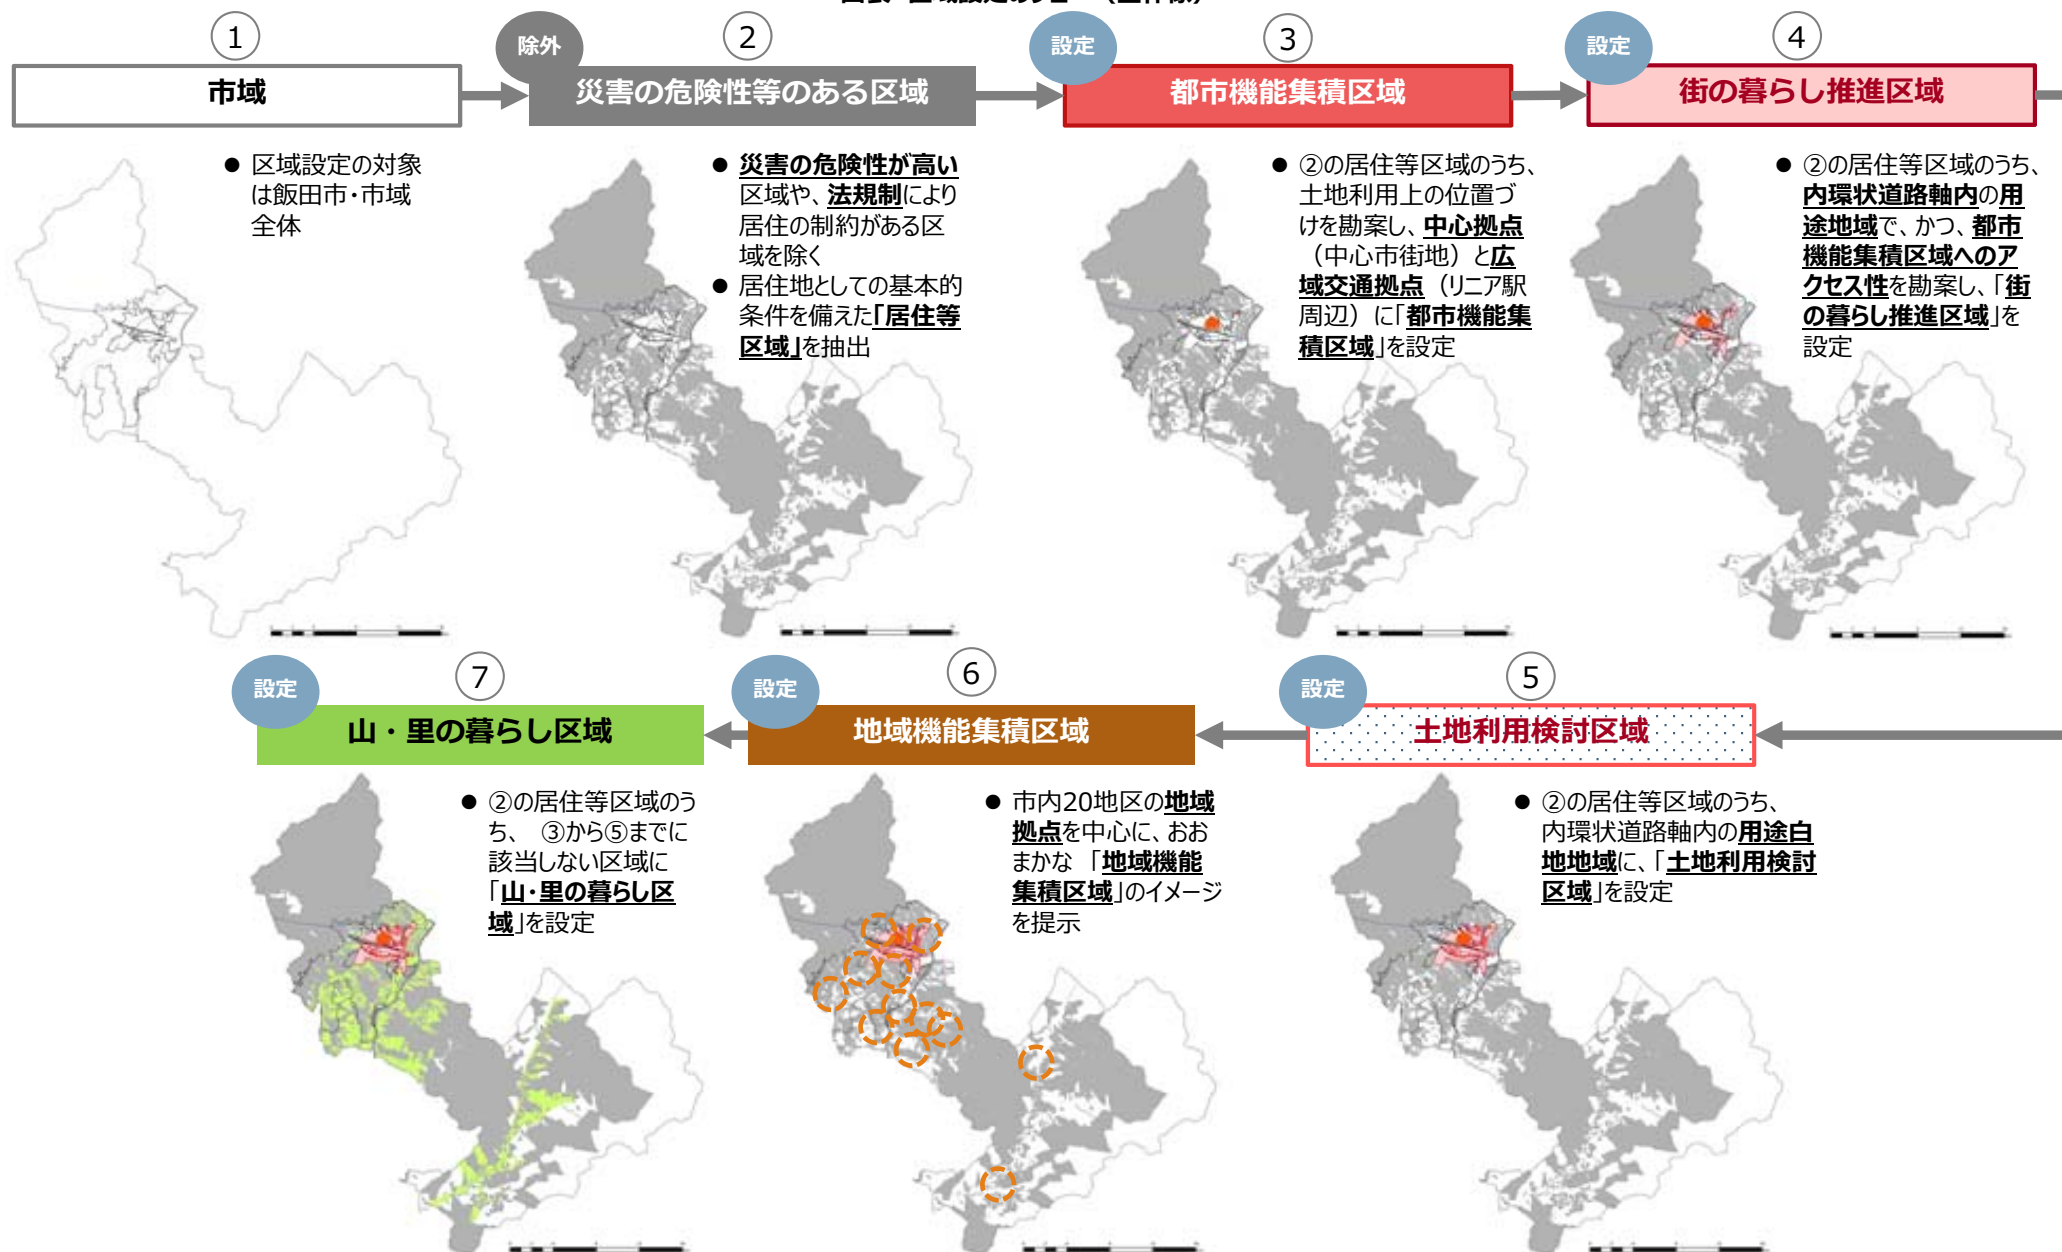 ①
市域
● 区域設定の対象
は飯田市・市域
全体
除外
②
災害の危険性等のある区域
● 災害の危険性が高い
区域や、法規制により
居住の制約がある区
域を除く
● 居住地としての基本的
条件を備えた「居住等
区域」を抽出
設定
③
都市機能集積区域
● ②の居住等区域のうち、
土地利用上の位置づ
けを勘案し、中心拠点
（中心市街地）と広
域交通拠点（リニア駅
周辺）に「都市機能集
積区域」を設定
設定
④
街の暮らし推進区域
● ②の居住等区域のうち、
内環状道路軸内の用
途地域で、かつ、都市
機能集積区域へのア
クセス性を勘案し、「街
の暮らし推進区域」を
設定
設定
⑤
土地利用検討区域
● ②の居住等区域のうち、
内環状道路軸内の用途白
地地域に、「土地利用検討
区域」を設定
設定
⑥
地域機能集積区域
● 市内20地区の地域
拠点を中心に、おお
まかな 「地域機能
集積区域」のイメージ
を提示
設定
⑦
山・里の暮らし区域
● ②の居住等区域のう
ち、 ③から⑤までに
該当しない区域に
「山・里の暮らし区
域」を設定